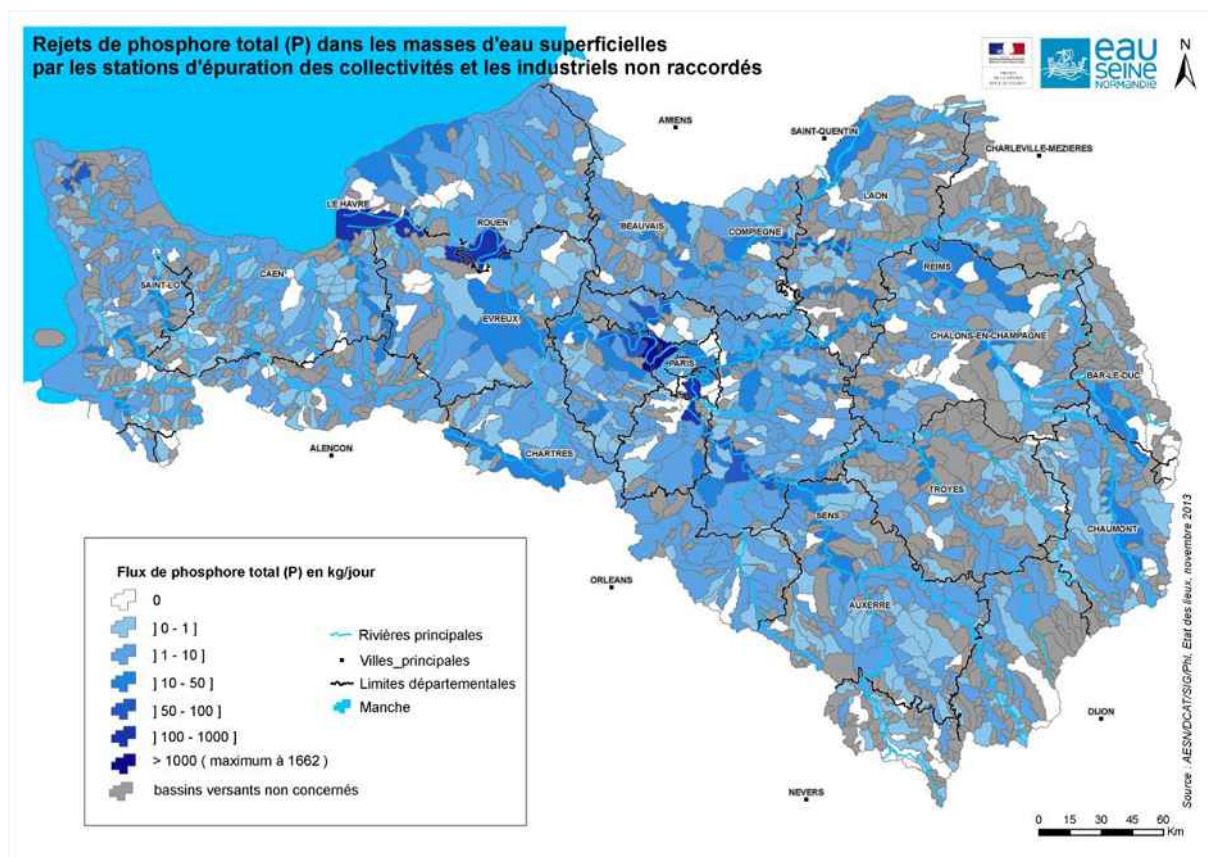 Rejets de phosphore total (P) dans les masses d'eau superficielles
par les stations d'épuration des collectivités et les industriels non raccordés
eau
SEINE
NORMANDIE
N
AMIENS
SAINT-QUENTIN
CHARLEVILLE-MEZIERES
LAON
LE HAVRE
ROUEN
BEAUVAIS
COMPIEGNE
REIMS
CAEN
SAINT-LO
EVREUX
CHALONS-EN-CHAMPAGNE
PARIS
BAR-LE-DUC
ALENCON
CHARTRES
TROYES
SENS
CHAUMONT
ORLEANS
AUXERRE
DIJON
NEVERS
Flux de phosphore total (P) en kg/jour
0
] 0 - 1 ]
] 1 - 10 ]
] 10 - 50 ]
] 50 - 100 ]
] 100 - 1000 ]
> 1000 ( maximum à 1662 )
bassins versants non concernés
Rivières principales
Villes_principales
Limites départementales
Manche
Source : AESN/DCAT/SIG/Phl, Etat des lieux, novembre 2013
0 15 30 45 60
Km